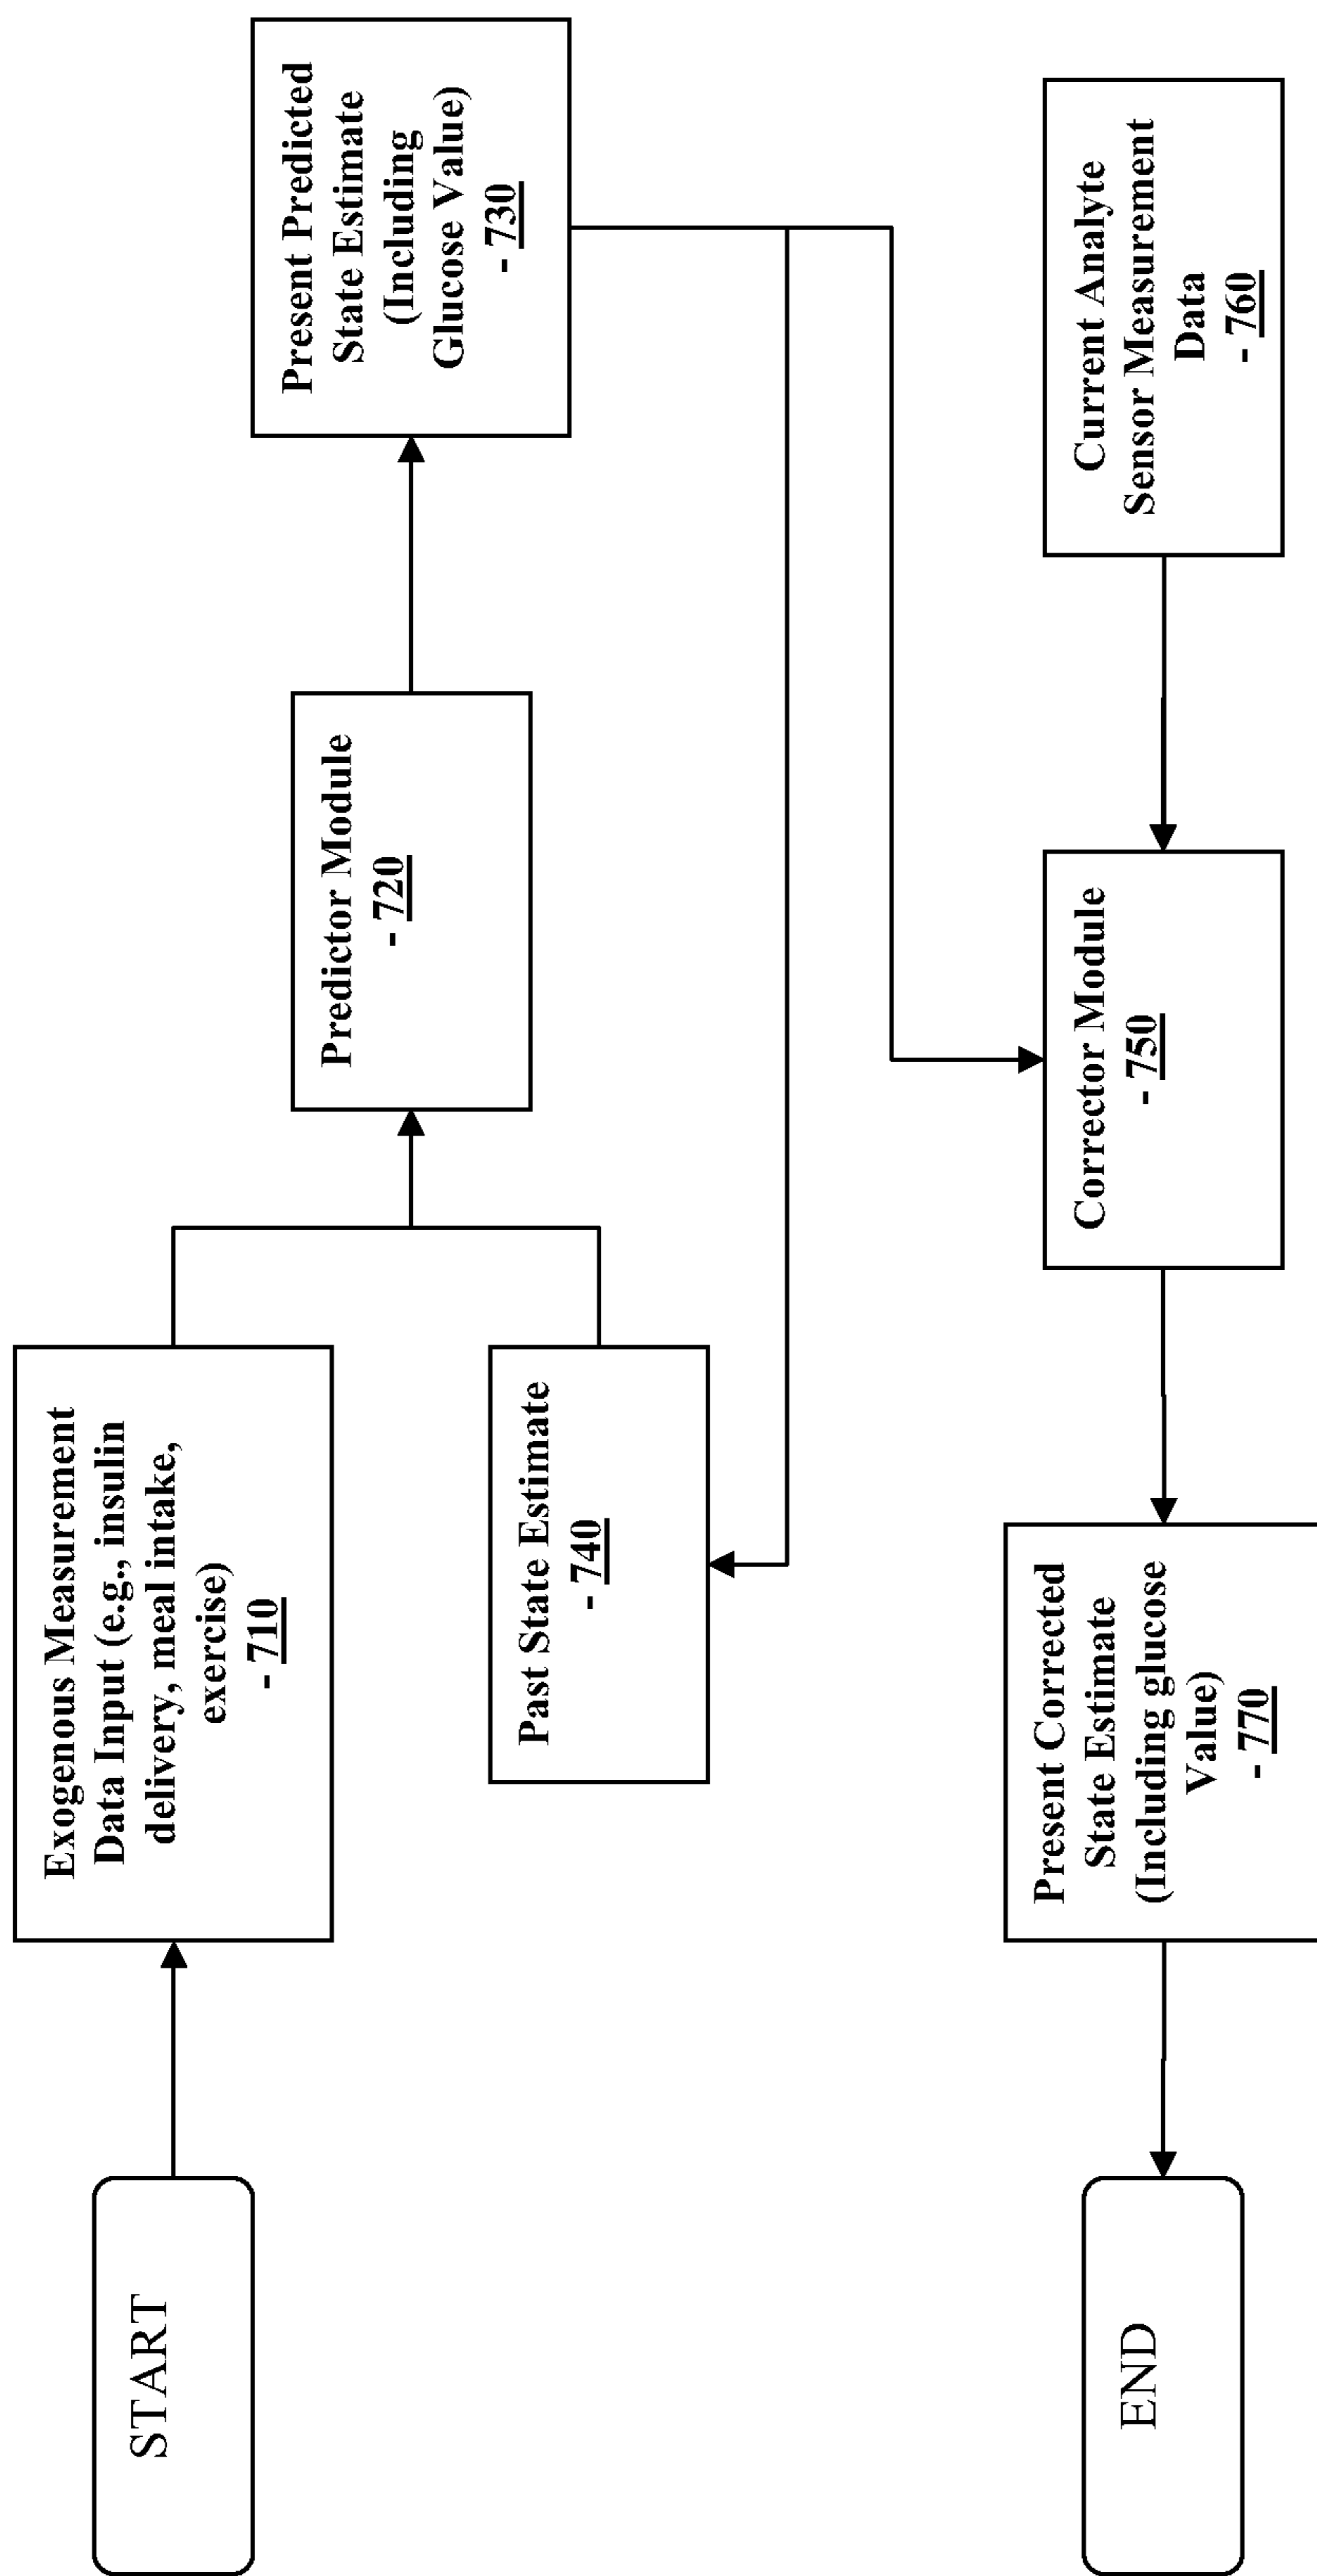 START
Exogenous Measurement
Data Input (e.g., insulin
delivery, meal intake,
exercise)
- 710
Past State Estimate
- 740
Predictor Module
- 720
Present Predicted
State Estimate
(Including
Glucose Value)
- 730
END
Present Corrected
State Estimate
(Including glucose
Value)
- 770
Corrector Module
- 750
Current Analyte
Sensor Measurement
Data
- 760